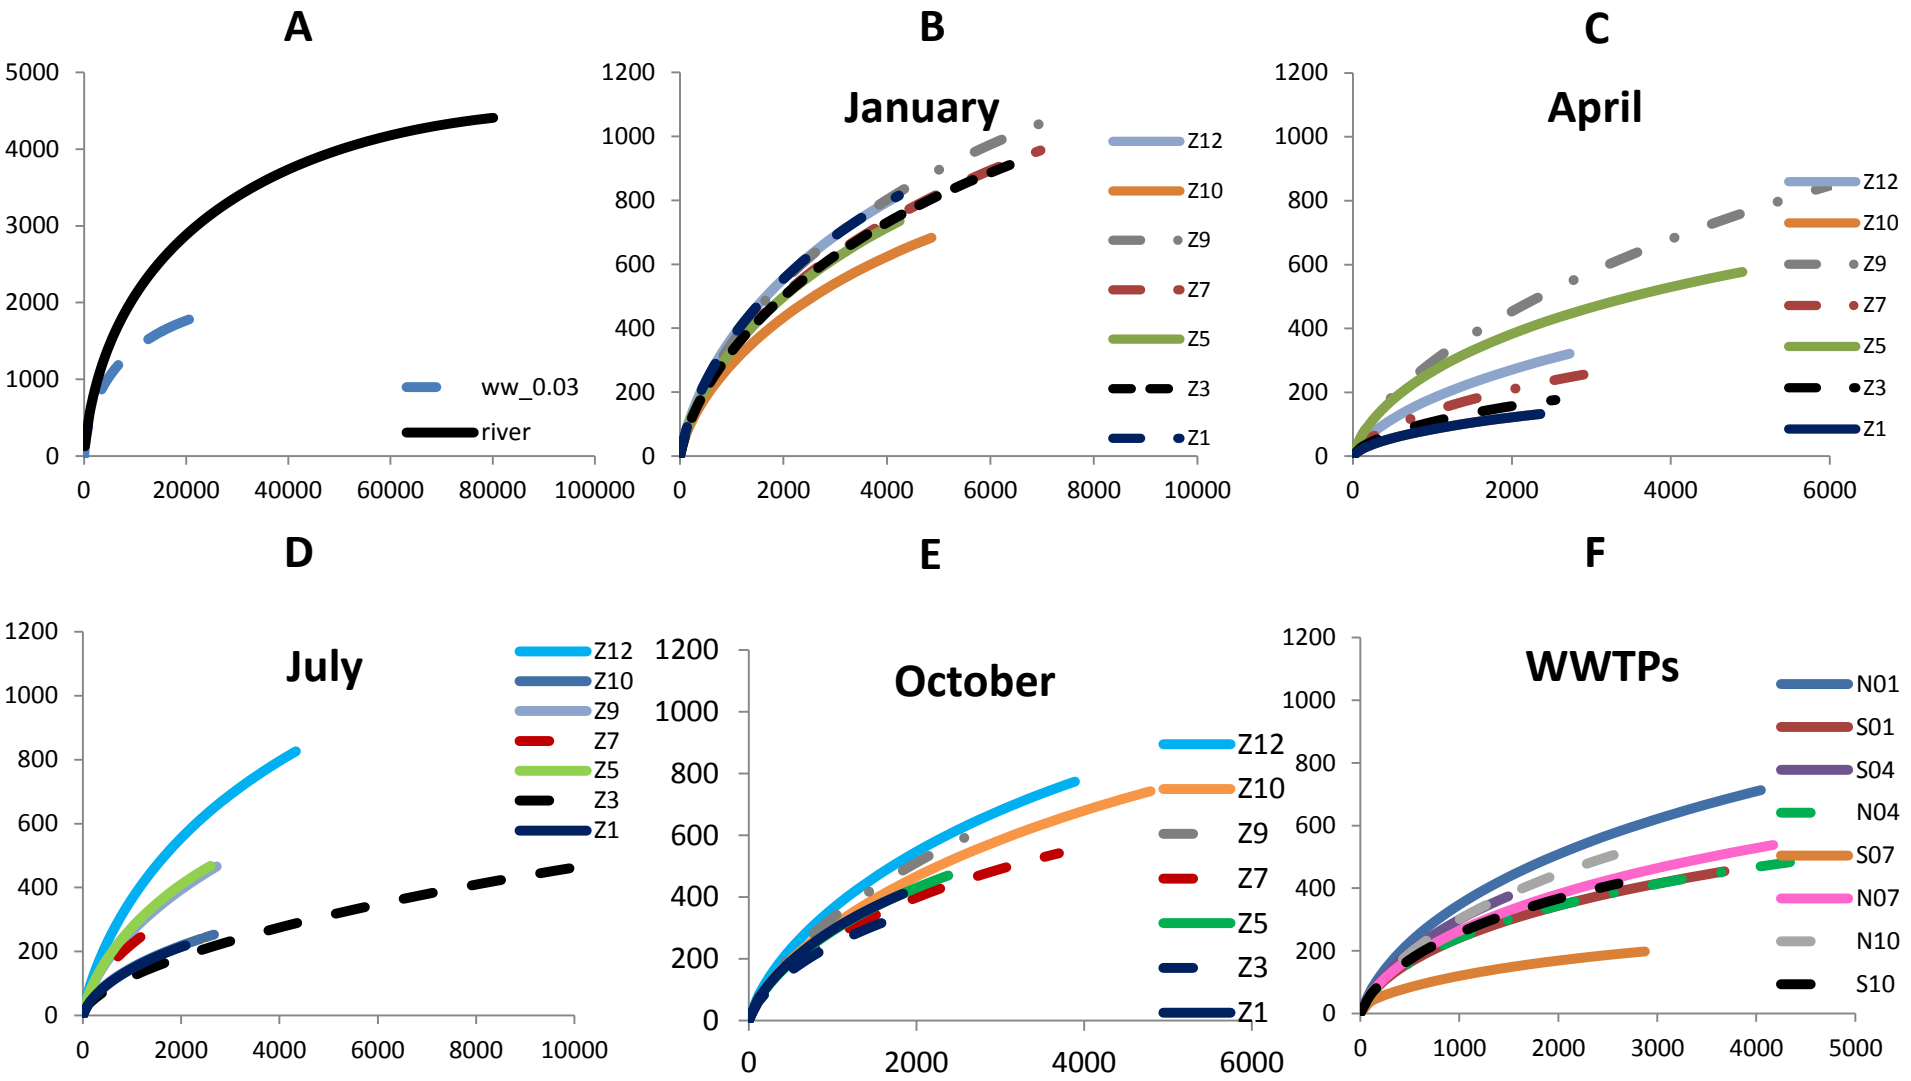 A
5000
4000
3000
2000
1000
0
0 20000 40000 60000 80000 100000
ww_0.03
river
B
January
1200
1000
800
600
400
200
0
0 2000 4000 6000 8000 10000
Z12
Z10
Z9
Z7
Z5
Z3
Z1
C
April
1200
1000
800
600
400
200
0
0 2000 4000 6000
Z12
Z10
Z9
Z7
Z5
Z3
Z1
D
July
1200
1000
800
600
400
200
0
0 2000 4000 6000 8000 10000
Z12
Z10
Z9
Z7
Z5
Z3
Z1
E
October
1200
1000
800
600
400
200
0
0 2000 4000 6000
Z12
Z10
Z9
Z7
Z5
Z3
Z1
F
WWTPs
1200
1000
800
600
400
200
0
0 1000 2000 3000 4000 5000
N01
S01
S04
N04
S07
N07
N10
S10